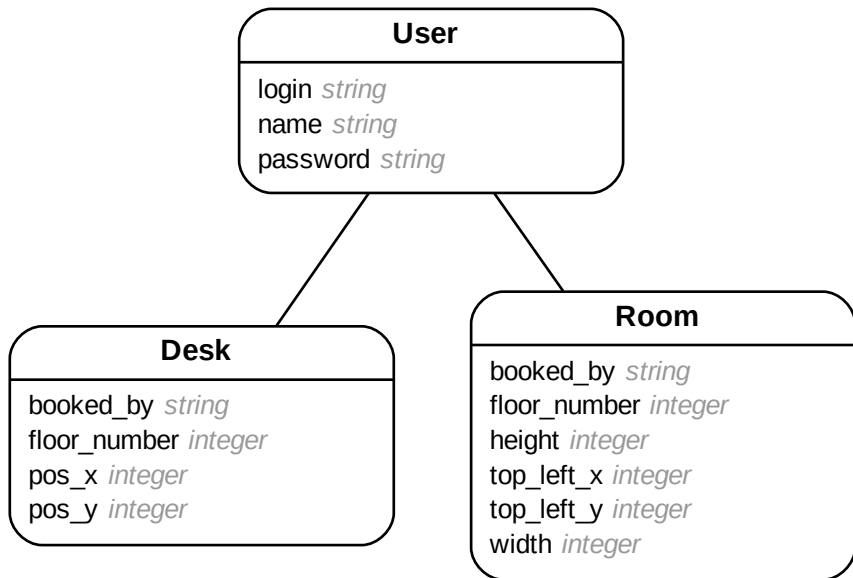 User
login string
name string
password string
Desk
booked_by string
floor_number integer
pos_x integer
pos_y integer
Room
booked_by string
floor_number integer
height integer
top_left_x integer
top_left_y integer
width integer